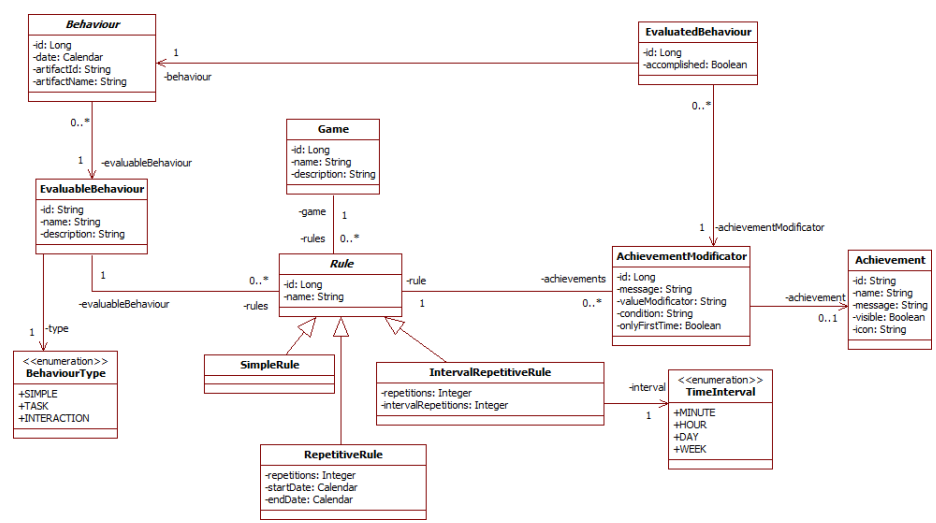 Behaviour
-id: Long
-date: Calendar
-artifactId: String
-artifactName: String
EvaluatedBehaviour
-id: Long
-accomplished: Boolean
1
-behaviour
0..*
1
-evaluableBehaviour
0..*
1
-achievementModificator
Game
-id: Long
-name: String
-description: String
EvaluableBehaviour
-id: String
-name: String
-description: String
-game
1
-rules
0..*
Rule
-id: Long
-name: String
1
-evaluableBehaviour
0..*
-rules
-rule
1
-achievements
0..*
AchievementModificator
-id: Long
-message: String
-valueModificator: String
-condition: String
-onlyFirstTime: Boolean
-achievement
0..1
Achievement
-id: String
-name: String
-message: String
-visible: Boolean
-icon: String
1
-type
<<enumeration>>
BehaviourType
+SIMPLE
+TASK
+INTERACTION
SimpleRule
IntervalRepetitiveRule
-repetitions: Integer
-intervalRepetitions: Integer
-interval
1
<<enumeration>>
TimeInterval
+MINUTE
+HOUR
+DAY
+WEEK
RepetitiveRule
-repetitions: Integer
-startDate: Calendar
-endDate: Calendar